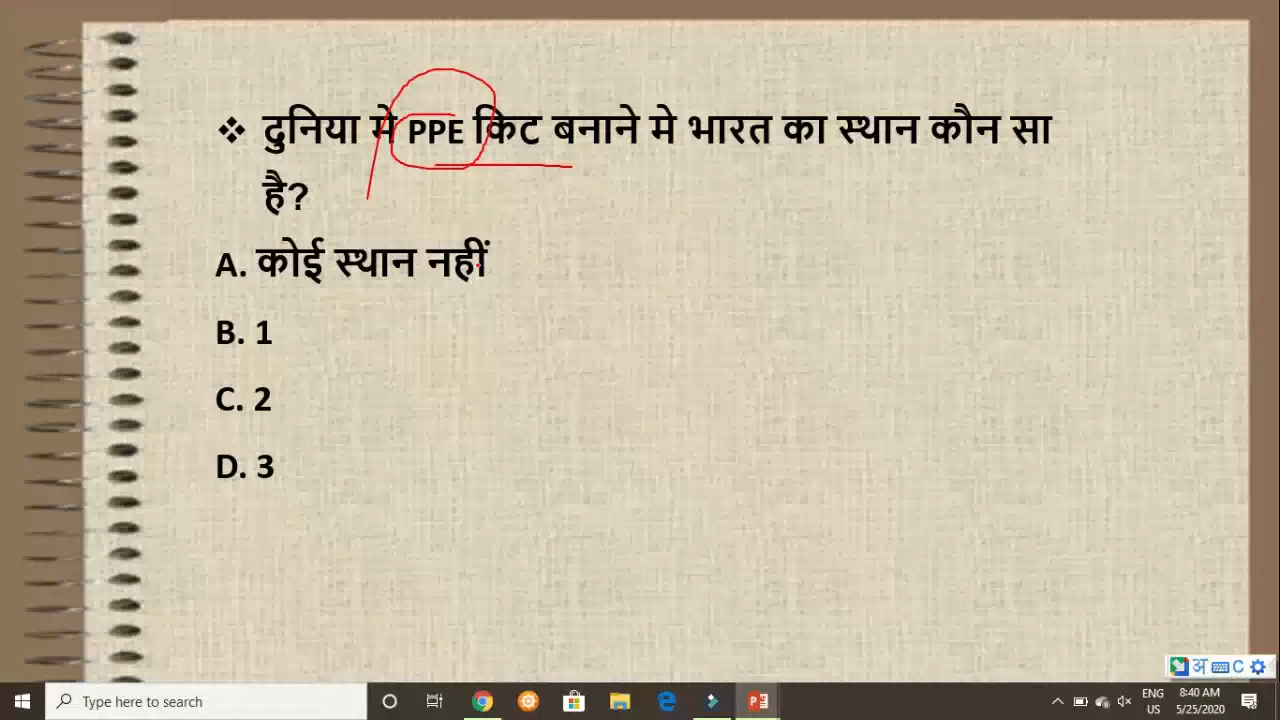 ❖ दुनिया मे PPE किट बनाने मे भारत का स्थान कौन सा
है?
A. कोई स्थान नहीं
B. 1
C. 2
D. 3
अ C
Type here to search
ENG 8:40 AM
US 5/25/2020